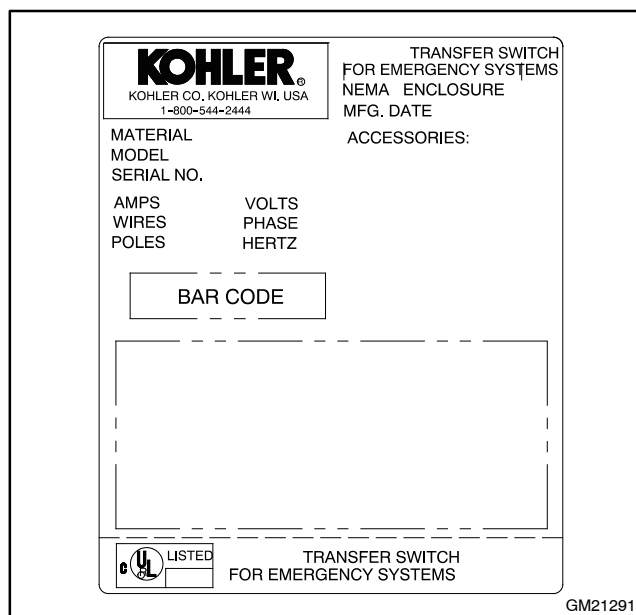 KOHLER®
KOHLER CO. KOHLER WI. USA
1-800-544-2444
TRANSFER SWITCH
FOR EMERGENCY SYSTEMS
NEMA ENCLOSURE
MFG. DATE
ACCESSORIES:
MATERIAL
MODEL
SERIAL NO.
AMPS VOLTS
WIRES PHASE
POLES HERTZ
BAR CODE
C UL LISTED
TRANSFER SWITCH
FOR EMERGENCY SYSTEMS
GM21291